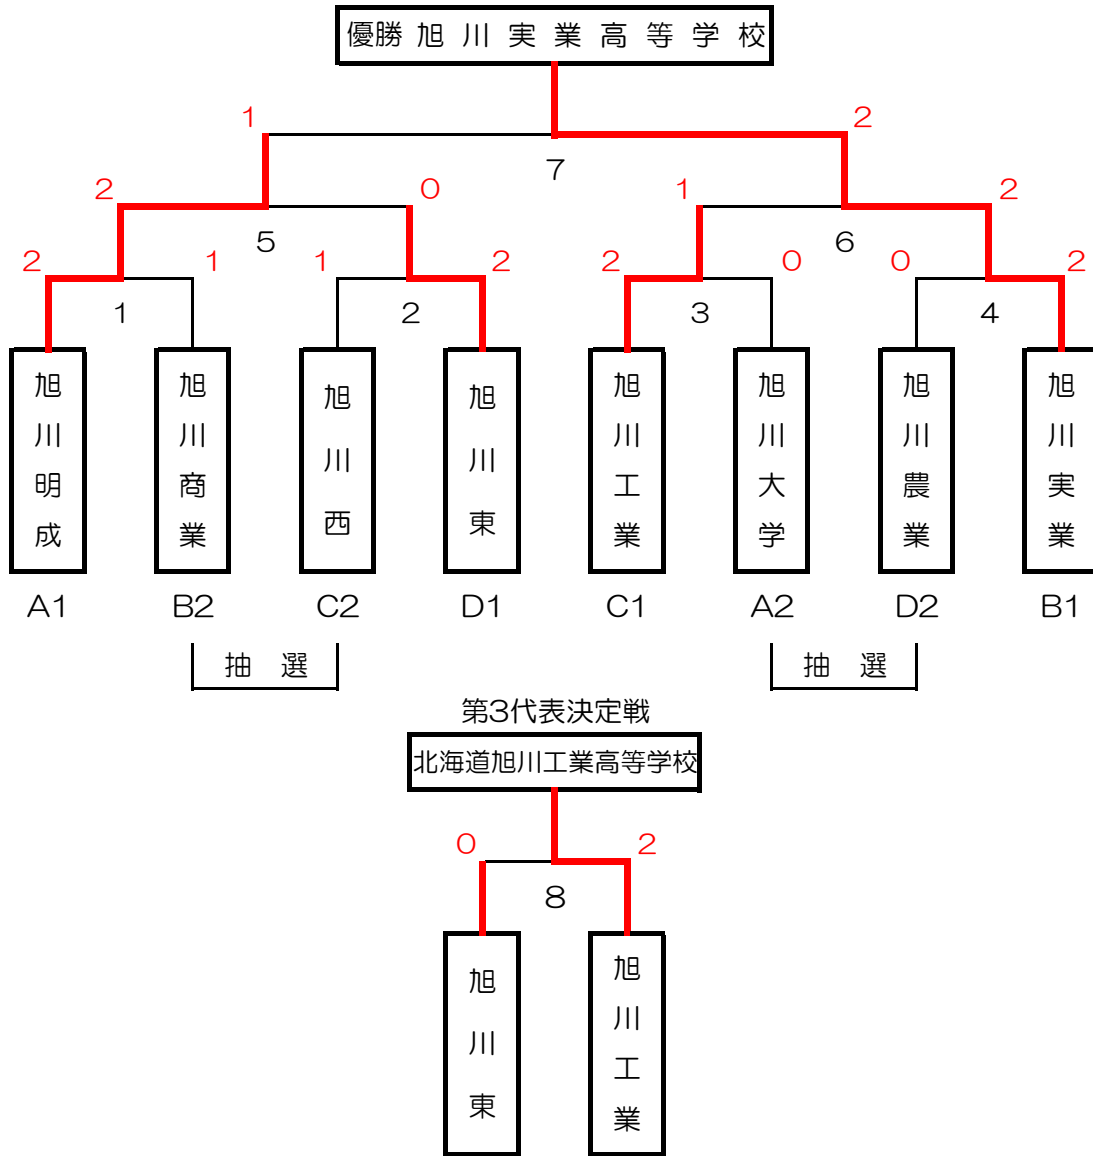 優勝 旭川実業高等学校
1 2
7
2 0 1 2
5 6
2 1 1 2 2 0 0 2
1 2 3 4
旭川明成
旭川商業
旭川西
旭川東
旭川工業
旭川大学
旭川農業
旭川実業
A1 B2 C2 D1 C1 A2 D2 B1
抽 選 抽 選
第3代表決定戦
北海道旭川工業高等学校
0 2
8
旭川東
旭川工業